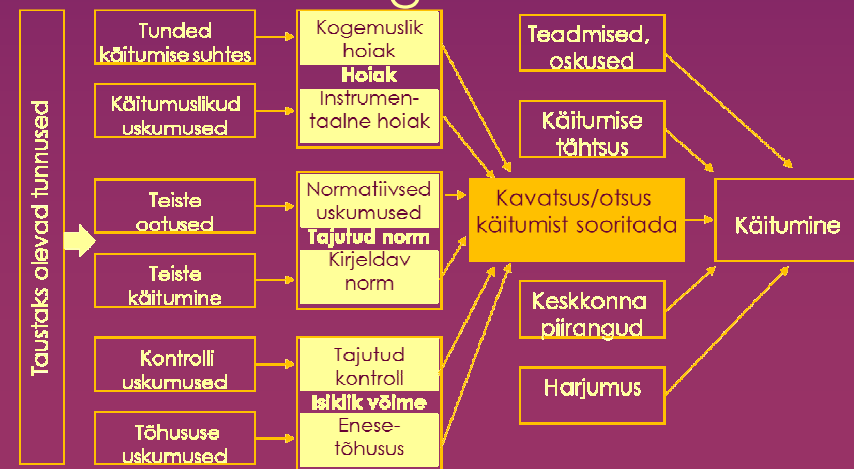 Taustaks olevad tunnused
Tunded
käitumise suhtes
Käitumuslikud
uskumused
Teiste
ootused
Teiste
käitumine
Kontrolli
uskumused
Tõhususe
uskumused
Kogemuslik
hoiak
Hoiak
Instrumen-
taalne hoiak
Normatiivsed
uskumused
Tajutud norm
Kirjeldav
norm
Tajutud
kontroll
Isiklik võime
Enese-
tõhusus
Kavatsus/otsus
käitumist sooritada
Teadmised,
oskused
Käitumise
tähtsus
Keskkonna
piirangud
Harjumus
Käitumine